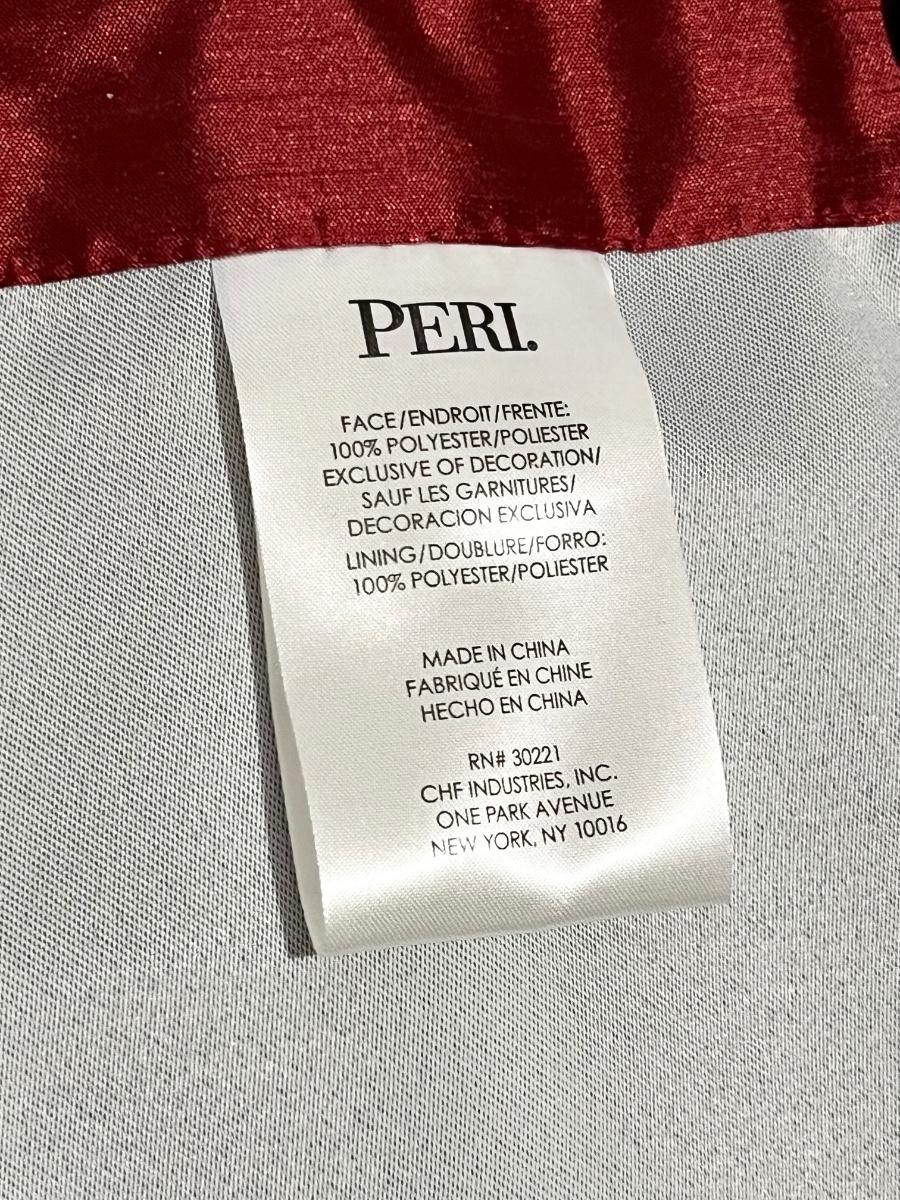 PERI.
FACE/ENDROIT/FRENTE:
100% POLYESTER/POLIESTER
EXCLUSIVE OF DECORATION/
SAUF LES GARNITURES/
DECORACION EXCLUSIVA
LINING/DOUBLURE/FORRO:
100% POLYESTER/POLIESTER
MADE IN CHINA
FABRIQUÉ EN CHINE
HECHO EN CHINA
RN# 30221
CHF INDUSTRIES, INC.
ONE PARK AVENUE
NEW YORK, NY 10016